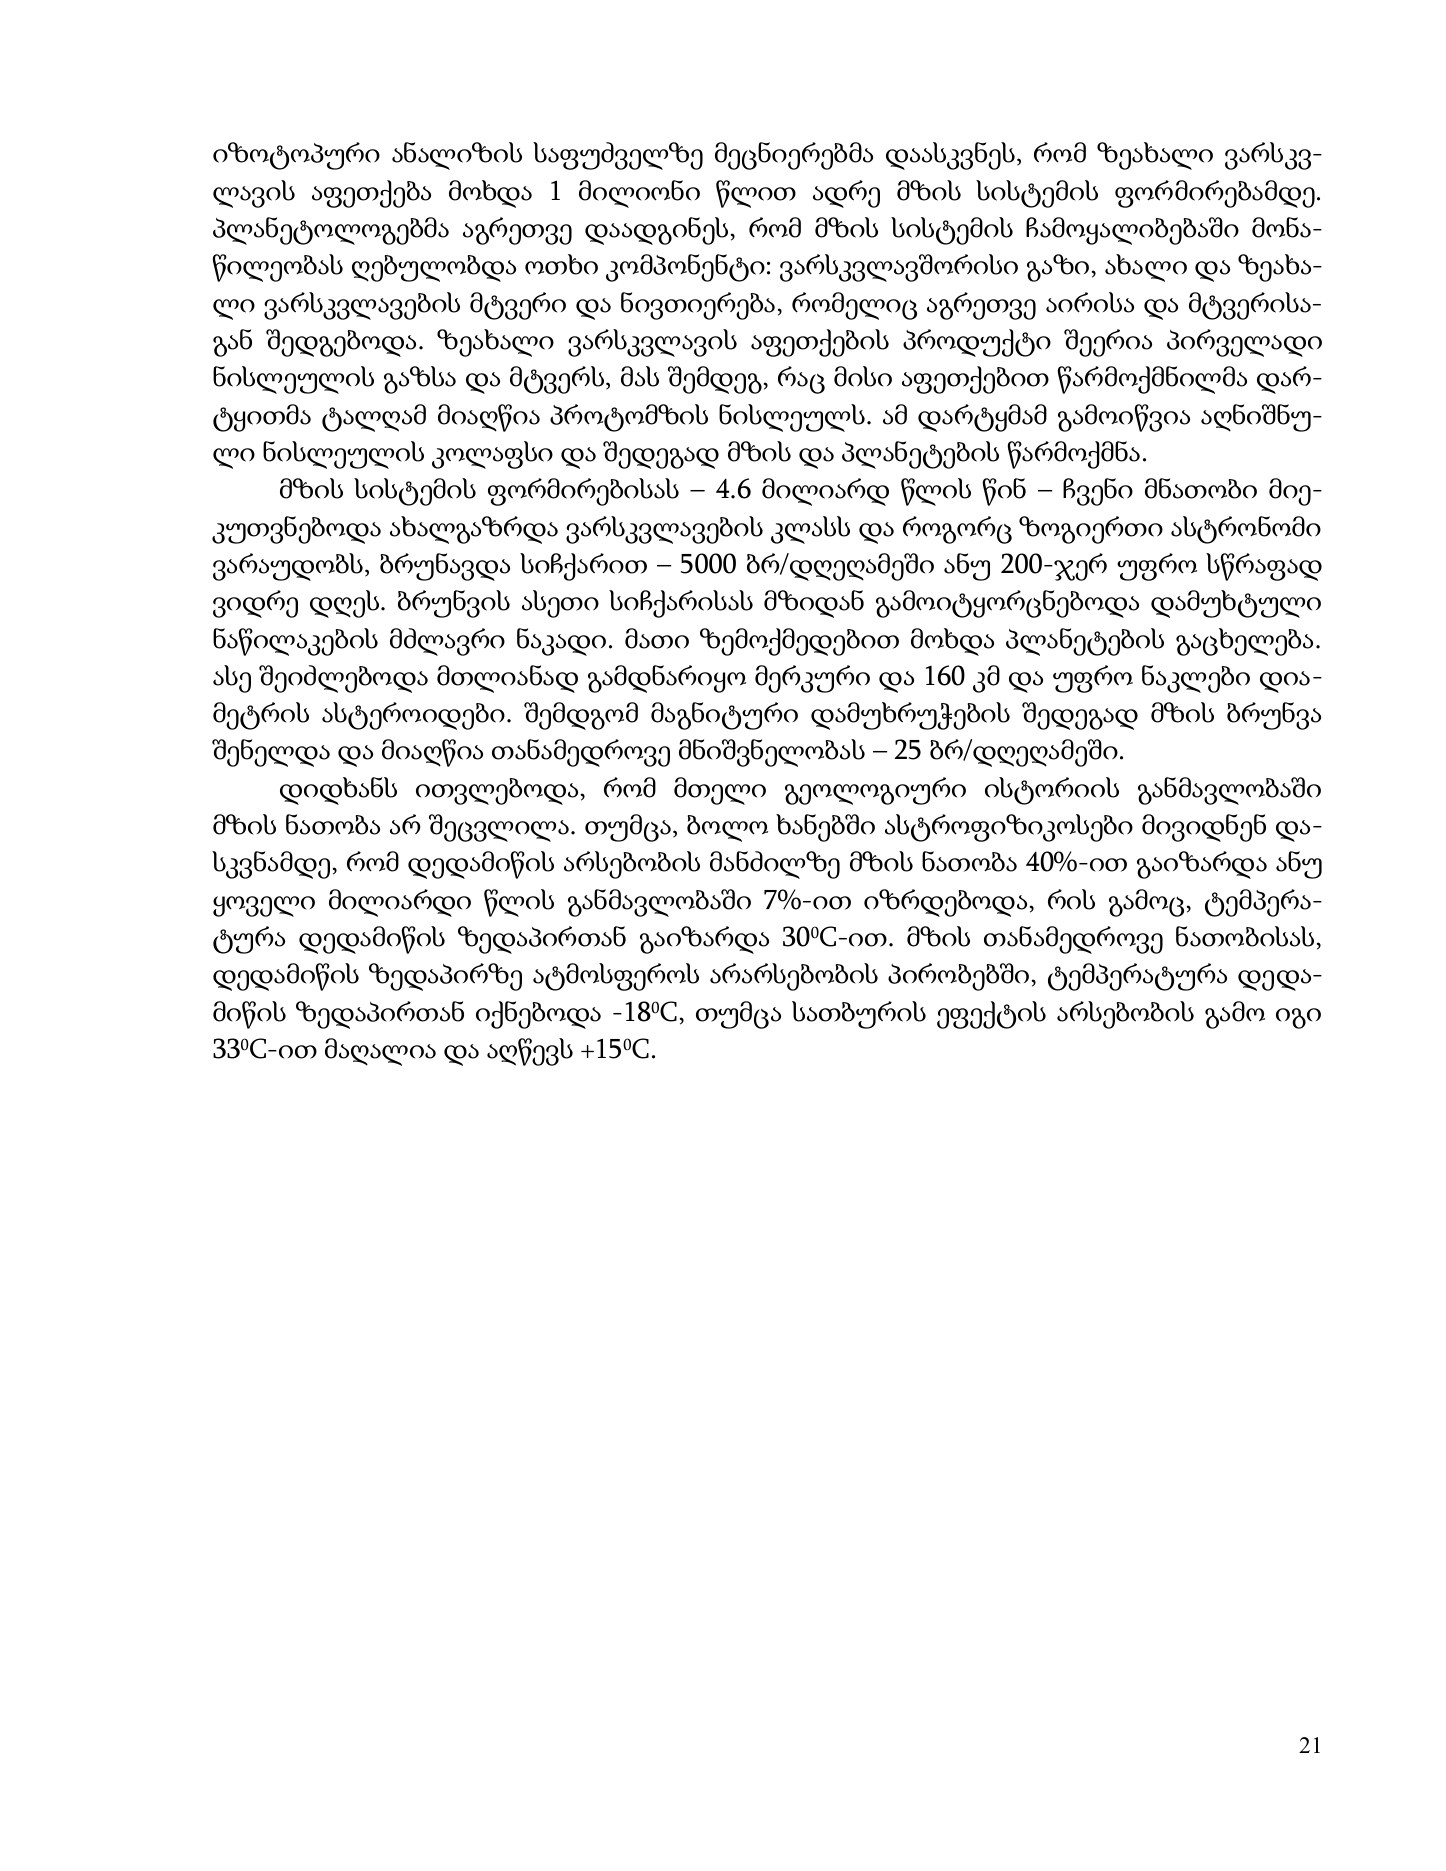 იზოტოპური ანალიზის საფუძველზე მეცნიერებმა დაასკვნეს, რომ ზეახალი ვარსკვ-
ლავის აფეთქება მოხდა 1 მილიონი წლით ადრე მზის სისტემის ფორმირებამდე.
პლანეტოლოგებმა აგრეთვე დაადგინეს, რომ მზის სისტემის ჩამოყალიბებაში მონა-
წილეობას ღებულობდა ოთხი კომპონენტი: ვარსკვლავშორისი გაზი, ახალი და ზეახა-
ლი ვარსკვლავების მტვერი და ნივთიერება, რომელიც აგრეთვე აირისა და მტვერისა-
გან შედგებოდა. ზეახალი ვარსკვლავის აფეთქების პროდუქტი შეერია პირველადი
ნისლეულის გაზსა და მტვერს, მას შემდეგ, რაც მისი აფეთქებით წარმოქმნილმა დარ-
ტყითმა ტალღამ მიაღწია პროტომზის ნისლეულს. ამ დარტყმამ გამოიწვია აღნიშნუ-
ლი ნისლეულის კოლაფსი და შედეგად მზის და პლანეტების წარმოქმნა.
მზის სისტემის ფორმირებისას – 4.6 მილიარდ წლის წინ – ჩვენი მნათობი მიე-
კუთვნებოდა ახალგაზრდა ვარსკვლავების კლასს და როგორც ზოგიერთი ასტრონომი
ვარაუდობს, ბრუნავდა სიჩქარით – 5000 ბრ/დღეღამეში ანუ 200-ჯერ უფრო სწრაფად
ვიდრე დღეს. ბრუნვის ასეთი სიჩქარისას მზიდან გამოიტყორცნებოდა დამუხტული
ნაწილაკების მძლავრი ნაკადი. მათი ზემოქმედებით მოხდა პლანეტების გაცხელება.
ასე შეიძლებოდა მთლიანად გამდნარიყო მერკური და 160 კმ და უფრო ნაკლები დია-
მეტრის ასტეროიდები. შემდგომ მაგნიტური დამუხრუჭების შედეგად მზის ბრუნვა
შენელდა და მიაღწია თანამედროვე მნიშვნელობას – 25 ბრ/დღეღამეში.
დიდხანს ითვლებოდა, რომ მთელი გეოლოგიური ისტორიის განმავლობაში
მზის ნათობა არ შეცვლილა. თუმცა, ბოლო ხანებში ასტროფიზიკოსები მივიდნენ და-
სკვნამდე, რომ დედამიწის არსებობის მანძილზე მზის ნათობა 40%-ით გაიზარდა ანუ
ყოველი მილიარდი წლის განმავლობაში 7%-ით იზრდებოდა, რის გამოც, ტემპერა-
ტურა დედამიწის ზედაპირთან გაიზარდა 30⁰C-ით. მზის თანამედროვე ნათობისას,
დედამიწის ზედაპირზე ატმოსფეროს არარსებობის პირობებში, ტემპერატურა დედა-
მიწის ზედაპირთან იქნებოდა -18⁰C, თუმცა სათბურის ეფექტის არსებობის გამო იგი
33⁰C-ით მაღალია და აღწევს +15⁰C.
21